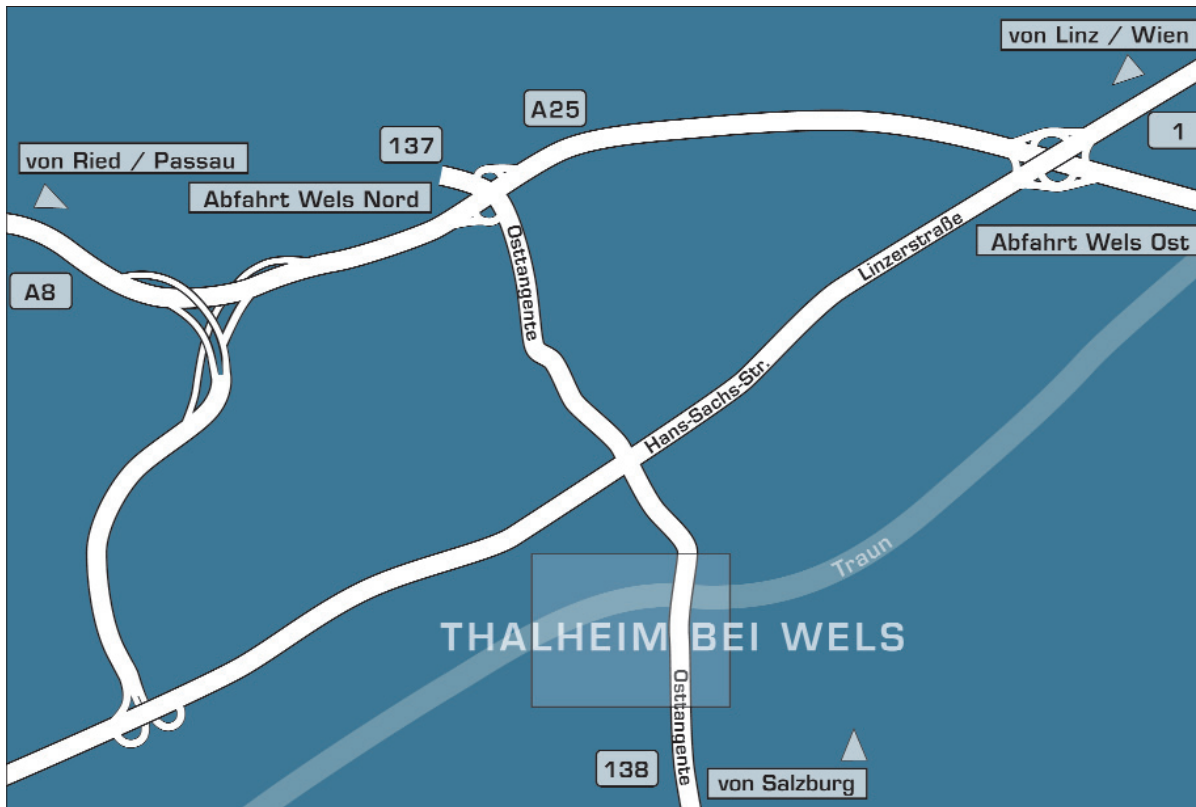 von Linz / Wien
A25
1
137
von Ried / Passau
Abfahrt Wels Nord
Linzerstraße
Abfahrt Wels Ost
Osttangente
A8
Hans-Sachs-Str.
Traun
THALHEIM BEI WELS
Osttangente
138
von Salzburg